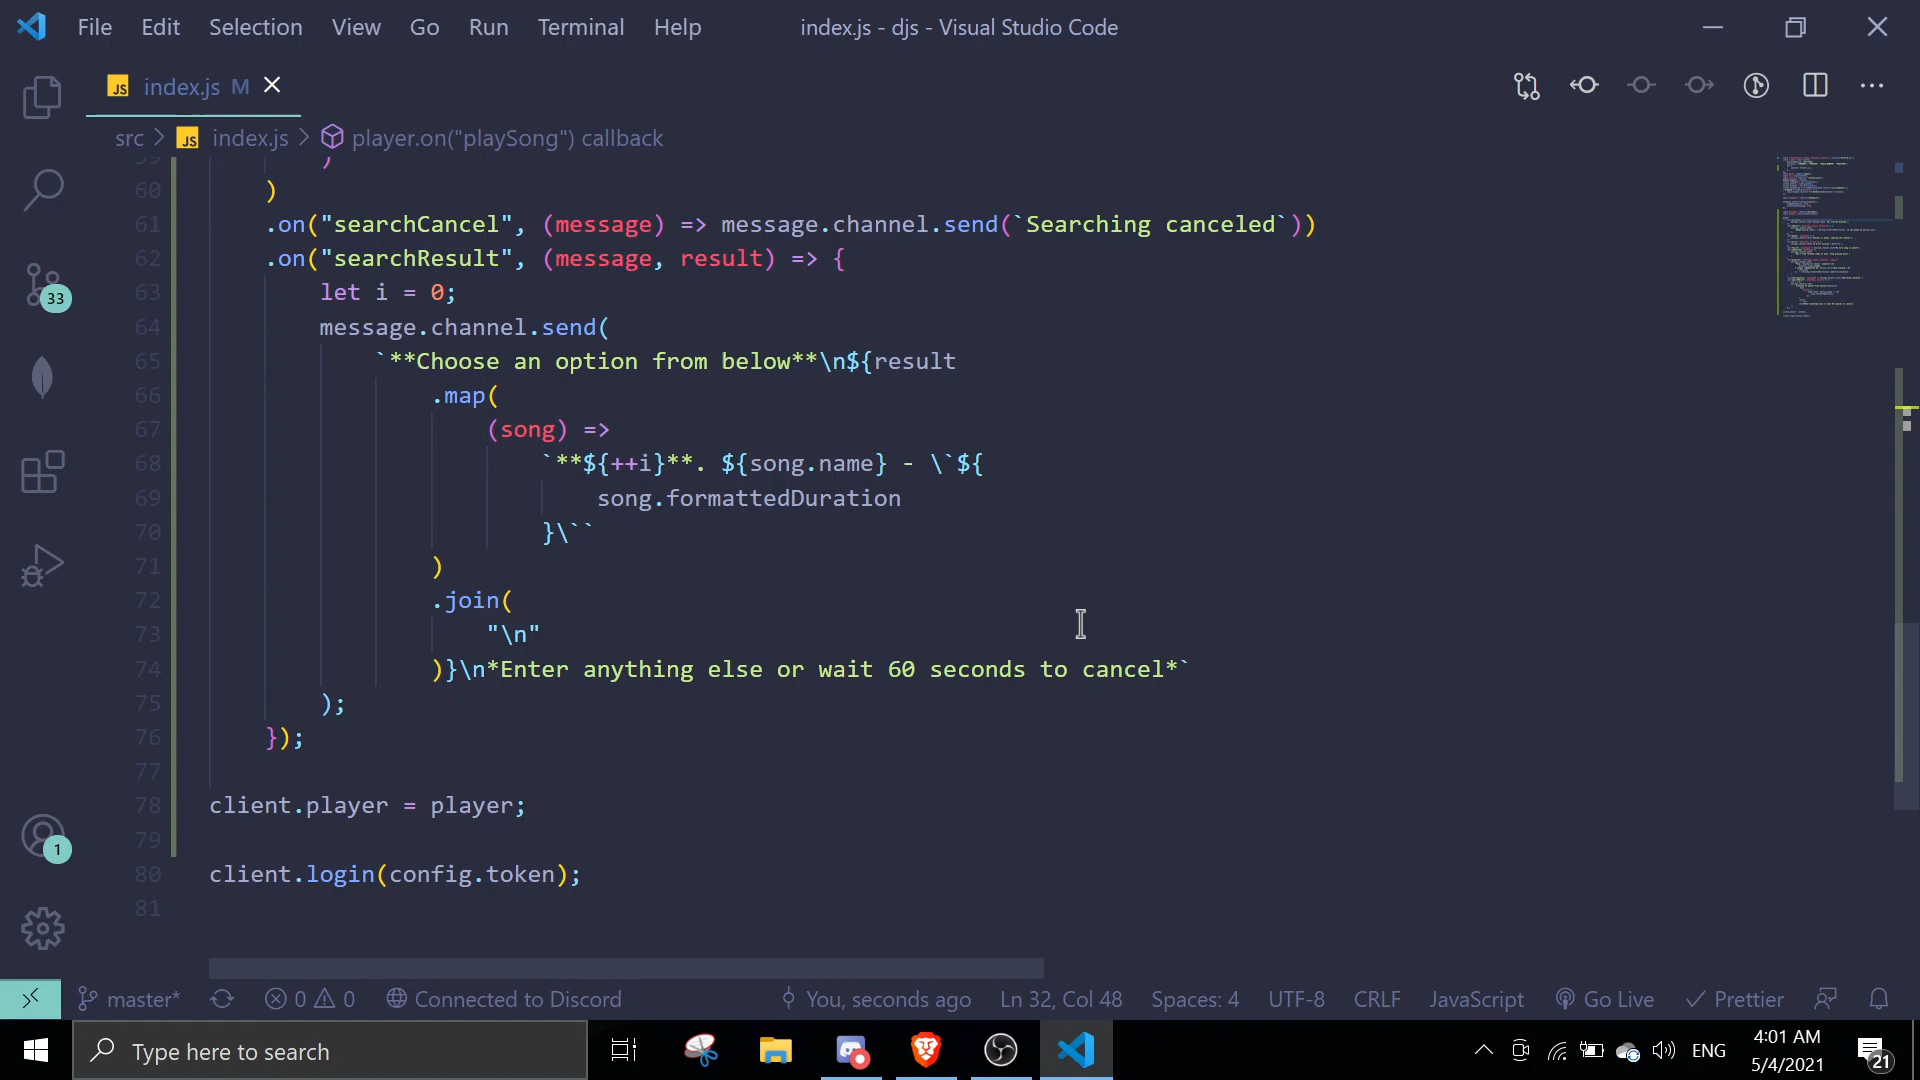 File Edit Selection View Go Run Terminal Help index.js - djs - Visual Studio Code
JS index.js M
src > JS index.js > player.on("playSong") callback
59 )
60 )
61 .on("searchCancel", (message) => message.channel.send(`Searching canceled`))
62 .on("searchResult", (message, result) => {
63 let i = 0;
64 message.channel.send(
65 `**Choose an option from below**\n${result
66 .map(
67 (song) =>
68 `**${++i}**. ${song.name} - \`${
69 song.formattedDuration
70 }\``
71 )
72 .join(
73 "\n"
74 )}\n*Enter anything else or wait 60 seconds to cancel*`
75 );
76 });
77
78 client.player = player;
79
80 client.login(config.token);
81
33
1
master* 0 0 Connected to Discord You, seconds ago Ln 32, Col 48 Spaces: 4 UTF-8 CRLF JavaScript Go Live Prettier
Type here to search ENG 4:01 AM
5/4/2021 21